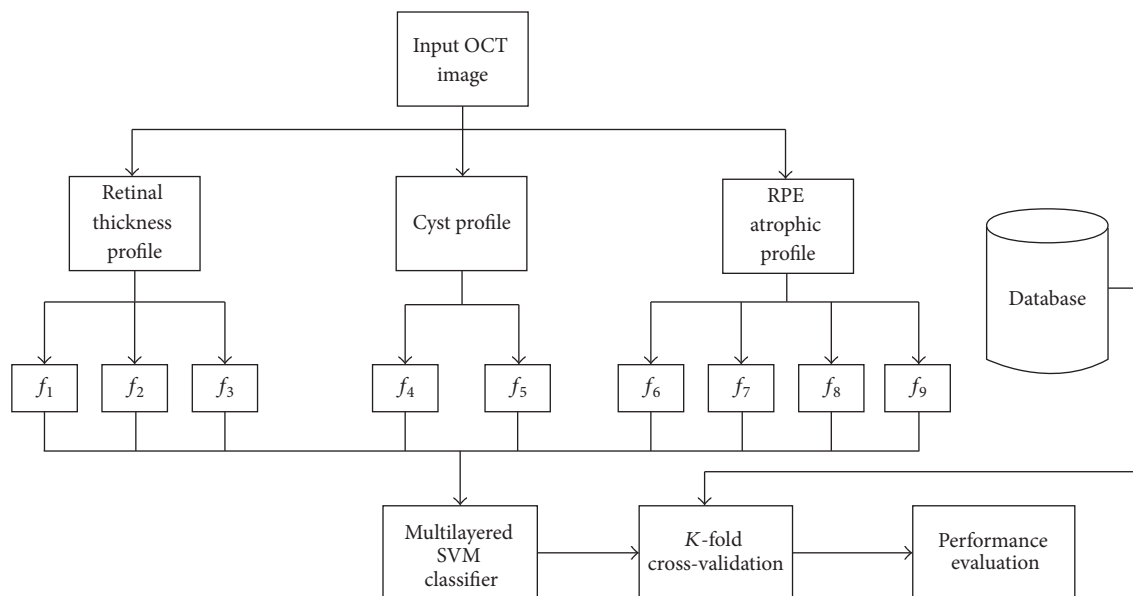 Input OCT
image
Retinal
thickness
profile
Cyst profile
RPE
atrophic
profile
Database
f1
f2
f3
f4
f5
f6
f7
f8
f9
Multilayered
SVM
classifier
K-fold
cross-validation
Performance
evaluation